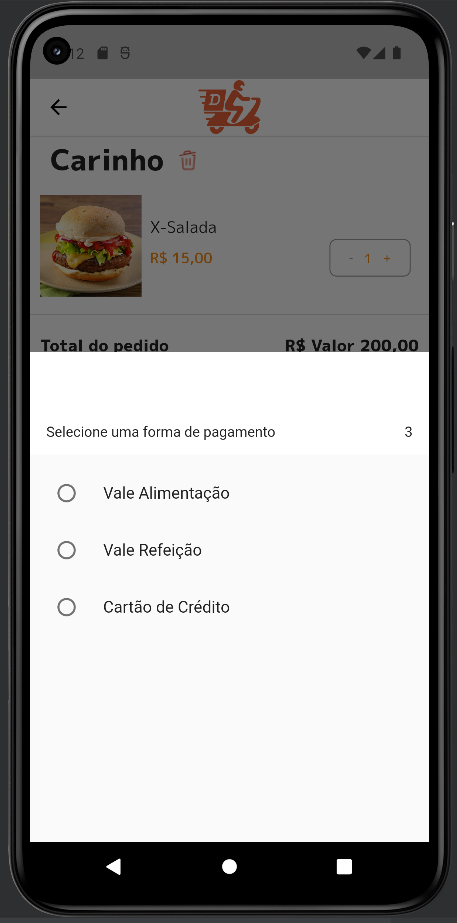 12
D
Carinho
X-Salada
R$ 15,00
- 1 +
Total do pedido R$ Valor 200,00
Selecione uma forma de pagamento 3
Vale Alimentação
Vale Refeição
Cartão de Crédito